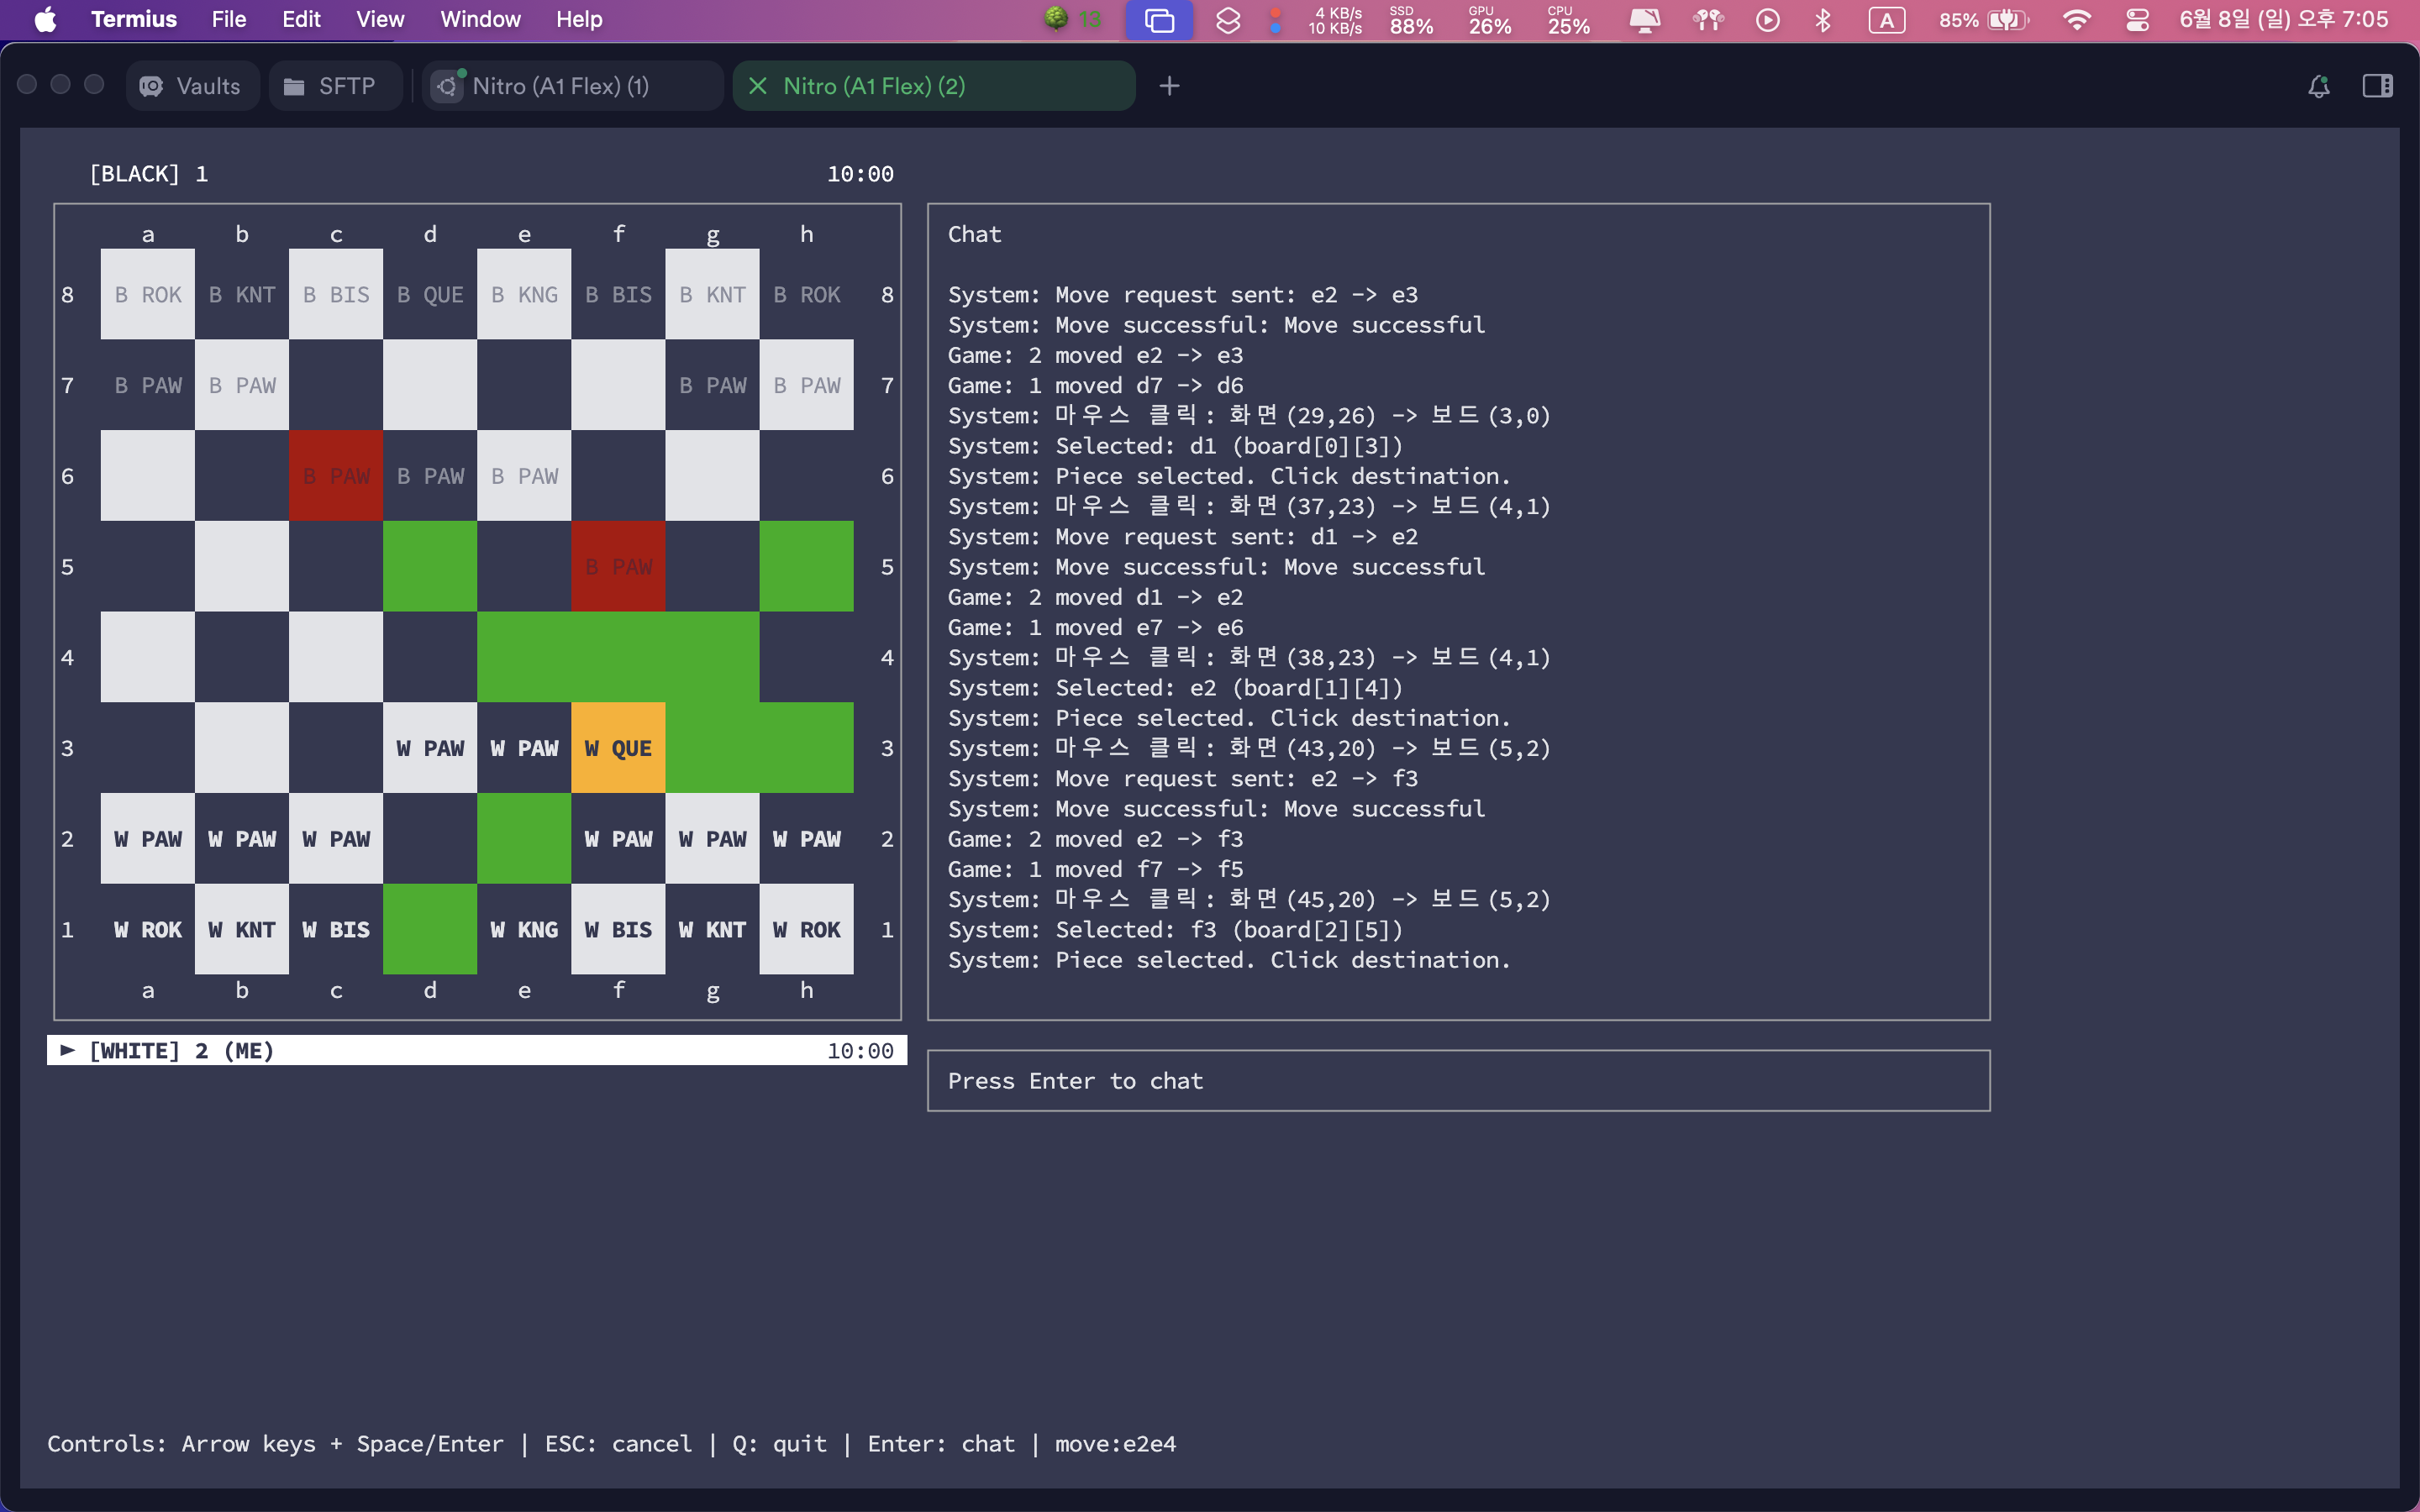 Termius File Edit View Window Help 13 4 KB/s 10 KB/s SSD 88% GPU 26% CPU 25% A 85% 6월 8일 (일) 오후 7:05
Vaults SFTP Nitro (A1 Flex) (1) Nitro (A1 Flex) (2)
[BLACK] 1 10:00
a b c d e f g h
8 B ROK B KNT B BIS B QUE B KNG B BIS B KNT B ROK 8
7 B PAW B PAW B PAW B PAW 7
6 B PAW B PAW B PAW 6
5 B PAW 5
4 4
3 W PAW W PAW W QUE 3
2 W PAW W PAW W PAW W PAW W PAW W PAW 2
1 W ROK W KNT W BIS W KNG W BIS W KNT W ROK 1
a b c d e f g h
► [WHITE] 2 (ME) 10:00
Chat
System: Move request sent: e2 -> e3
System: Move successful: Move successful
Game: 2 moved e2 -> e3
Game: 1 moved d7 -> d6
System: 마우스 클릭: 화면(29,26) -> 보드(3,0)
System: Selected: d1 (board[0][3])
System: Piece selected. Click destination.
System: 마우스 클릭: 화면(37,23) -> 보드(4,1)
System: Move request sent: d1 -> e2
System: Move successful: Move successful
Game: 2 moved d1 -> e2
Game: 1 moved e7 -> e6
System: 마우스 클릭: 화면(38,23) -> 보드(4,1)
System: Selected: e2 (board[1][4])
System: Piece selected. Click destination.
System: 마우스 클릭: 화면(43,20) -> 보드(5,2)
System: Move request sent: e2 -> f3
System: Move successful: Move successful
Game: 2 moved e2 -> f3
Game: 1 moved f7 -> f5
System: 마우스 클릭: 화면(45,20) -> 보드(5,2)
System: Selected: f3 (board[2][5])
System: Piece selected. Click destination.
Press Enter to chat
Controls: Arrow keys + Space/Enter | ESC: cancel | Q: quit | Enter: chat | move:e2e4